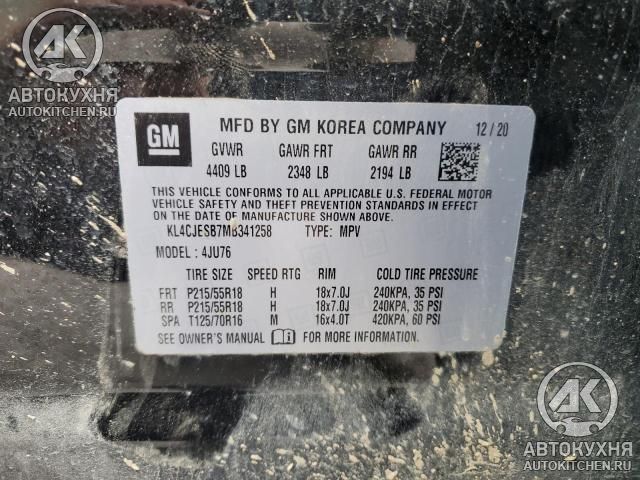 AK
АВТОКУХНЯ
AUTOKITCHEN.RU
GM
MFD BY GM KOREA COMPANY 12/20
GVWR GAWR FRT GAWR RR
4409 LB 2348 LB 2194 LB
THIS VEHICLE CONFORMS TO ALL APPLICABLE U.S. FEDERAL MOTOR
VEHICLE SAFETY AND THEFT PREVENTION STANDARDS IN EFFECT
ON THE DATE OF MANUFACTURE SHOWN ABOVE.
KL4CJESB7MB341258 TYPE: MPV
MODEL: 4JU76
TIRE SIZE SPEED RTG RIM COLD TIRE PRESSURE
FRT P215/55R18 H 18x7.0J 240KPA, 35 PSI
RR P215/55R18 H 18x7.0J 240KPA, 35 PSI
SPA T125/70R16 M 16x4.0T 420KPA, 60 PSI
SEE OWNER'S MANUAL FOR MORE INFORMATION.
AK
АВТОКУХНЯ
AUTOKITCHEN.RU